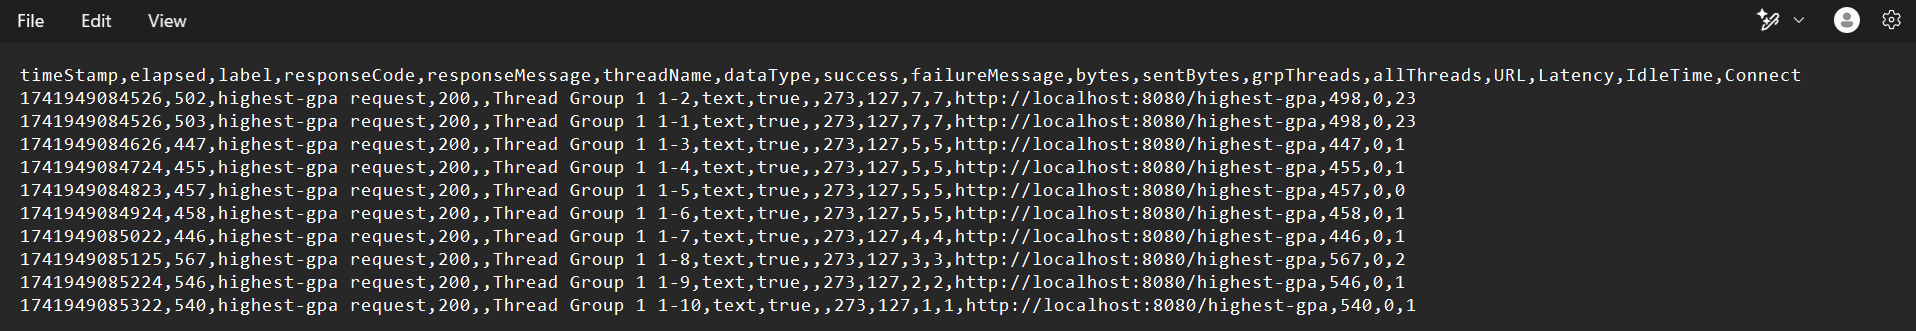 File Edit View
timeStamp,elapsed,label,responseCode,responseMessage,threadName,dataType,success,failureMessage,bytes,sentBytes,grpThreads,allThreads,URL,Latency,IdleTime,Connect
1741949084526,502,highest-gpa request,200,,Thread Group 1 1-2,text,true,,273,127,7,7,http://localhost:8080/highest-gpa,498,0,23
1741949084526,503,highest-gpa request,200,,Thread Group 1 1-1,text,true,,273,127,7,7,http://localhost:8080/highest-gpa,498,0,23
1741949084626,447,highest-gpa request,200,,Thread Group 1 1-3,text,true,,273,127,5,5,http://localhost:8080/highest-gpa,447,0,1
1741949084724,455,highest-gpa request,200,,Thread Group 1 1-4,text,true,,273,127,5,5,http://localhost:8080/highest-gpa,455,0,1
1741949084823,457,highest-gpa request,200,,Thread Group 1 1-5,text,true,,273,127,5,5,http://localhost:8080/highest-gpa,457,0,0
1741949084924,458,highest-gpa request,200,,Thread Group 1 1-6,text,true,,273,127,5,5,http://localhost:8080/highest-gpa,458,0,1
1741949085022,446,highest-gpa request,200,,Thread Group 1 1-7,text,true,,273,127,4,4,http://localhost:8080/highest-gpa,446,0,1
1741949085125,567,highest-gpa request,200,,Thread Group 1 1-8,text,true,,273,127,3,3,http://localhost:8080/highest-gpa,567,0,2
1741949085224,546,highest-gpa request,200,,Thread Group 1 1-9,text,true,,273,127,2,2,http://localhost:8080/highest-gpa,546,0,1
1741949085322,540,highest-gpa request,200,,Thread Group 1 1-10,text,true,,273,127,1,1,http://localhost:8080/highest-gpa,540,0,1